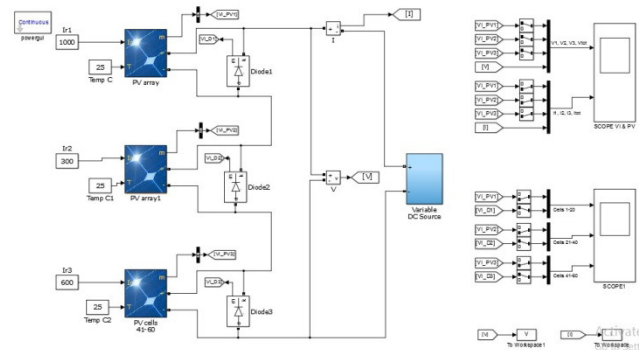 Continuous
powergui
Ir1
1000
25
Temp C
m
T
PV array
[VI_PV1]
Diode1
I
[I]
Ir2
300
25
Temp C1
m
T
PV array1
[VI_PV2]
Diode2
V
[V]
Variable
DC Source
Ir3
600
25
Temp C2
m
T
PV cells
41-60
[VI_PV3]
Diode3
[VI_PV1]
[VI_PV2]
[VI_PV3]
[V]
V1, V2, V3, Vtot
[VI_PV1]
[VI_PV2]
[VI_PV3]
[I]
I1, I2, I3, Itot
SCOPE VI & PV
[VI_PV1]
[VI_D1]
Cells 1-20
[VI_PV2]
[VI_D2]
Cells 21-40
[VI_PV3]
[VI_D3]
Cells 41-60
SCOPE1
[V]
V
To Workspace1
[I]
I
To Workspace
Activate